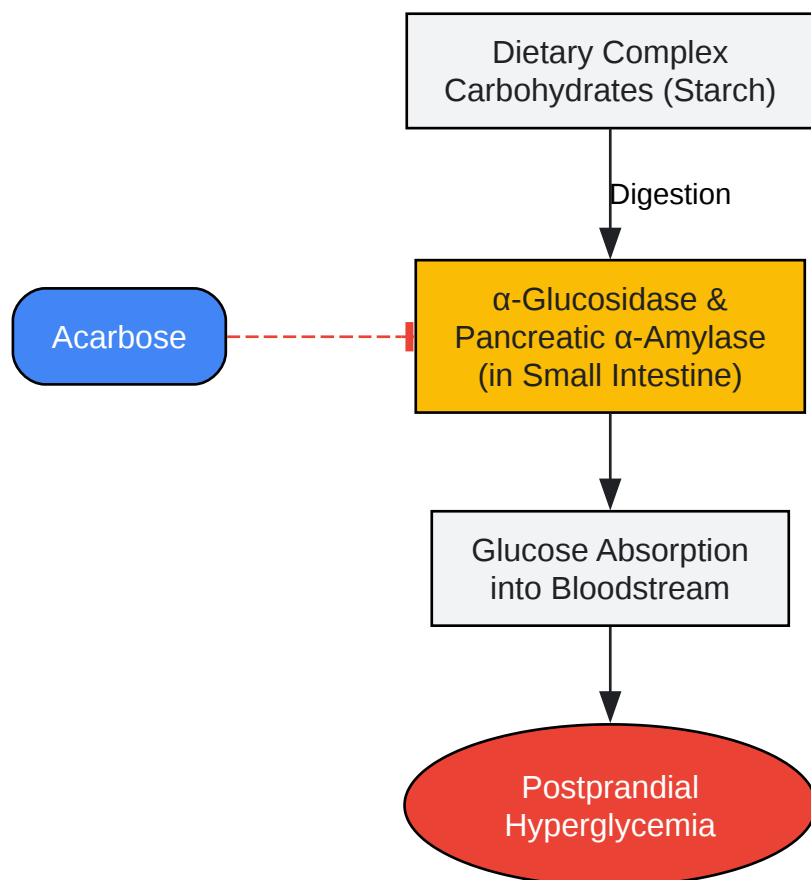 Dietary Complex
Carbohydrates (Starch)
Digestion
Acarbose
α-Glucosidase &
Pancreatic α-Amylase
(in Small Intestine)
Glucose Absorption
into Bloodstream
Postprandial
Hyperglycemia